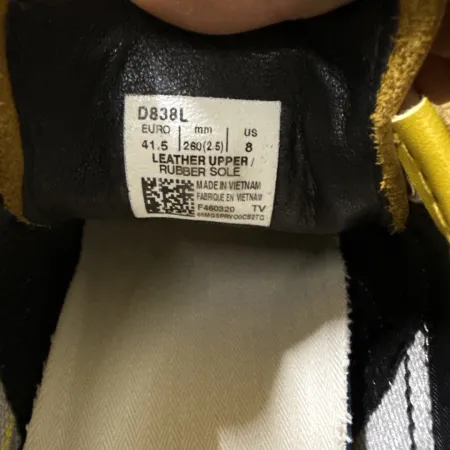 D838L
EURO mm US
41.5 260(2.5) 8
LEATHER UPPER/
RUBBER SOLE
MADE IN VIETNAM
FABRIQUE EN VIETNAM
F460320 TV